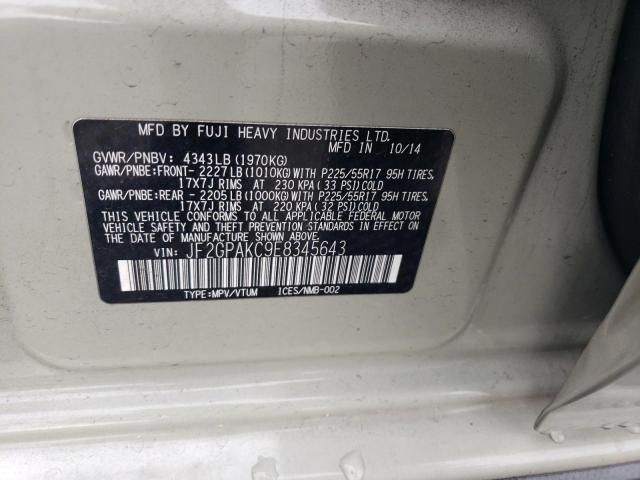 MFD BY FUJI HEAVY INDUSTRIES LTD.
MFD IN 10/14
GVWR/PNBV: 4343LB (1970KG)
GAWR/PNBE:FRONT- 2227LB (1010KG) WITH P225/55R17 95H TIRES.
17X7J RIMS AT 230 KPA (33 PSI) COLD
GAWR/PNBE:REAR - 2205LB (1000KG) WITH P225/55R17 95H TIRES.
17X7J RIMS AT 220 KPA (32 PSI) COLD
THIS VEHICLE CONFORMS TO ALL APPLICABLE FEDERAL MOTOR
VEHICLE SAFETY AND THEFT PREVENTION STANDARDS IN EFFECT ON THE DATE
OF MANUFACTURE SHOWN ABOVE.
VIN: JF2GPAKC9E8345643
TYPE:MPV/VTUM ICES/NMB-002